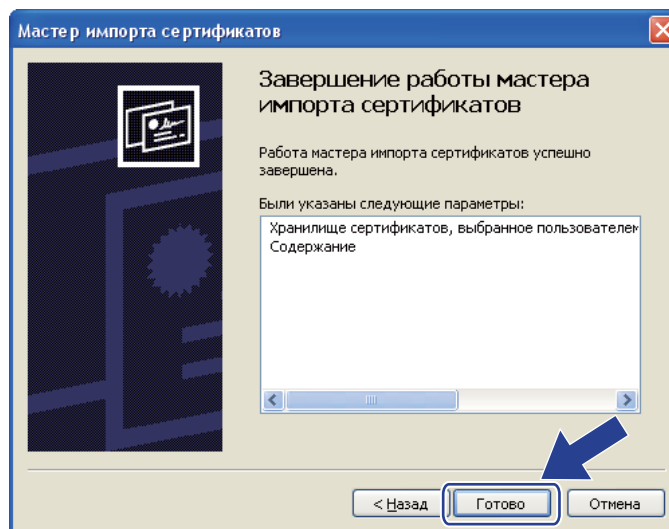 Мастер импорта сертификатов
Завершение работы мастера
импорта сертификатов
Работа мастера импорта сертификатов успешно
завершена.
Были указаны следующие параметры:
Хранилище сертификатов, выбранное пользователем
Содержание
< Назад
Готово
Отмена